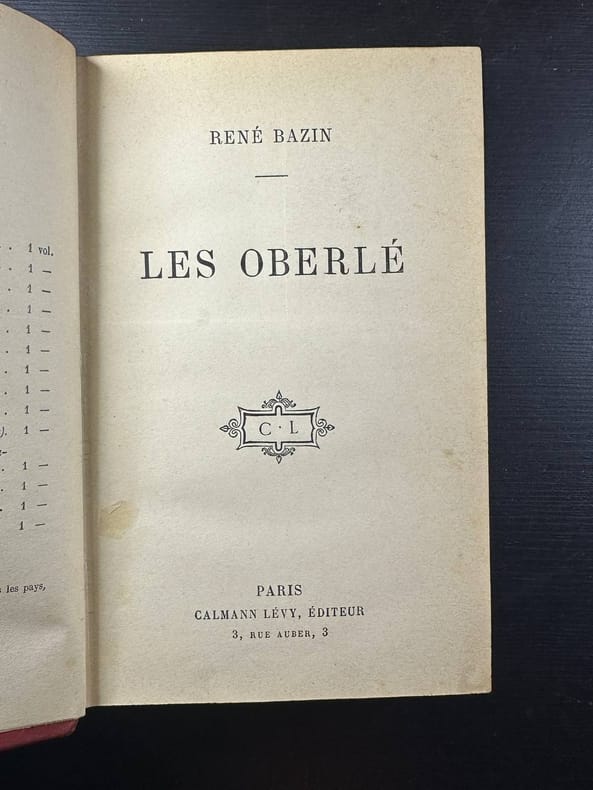 . 1 vol.
. 1 —
. 1 —
. 1 —
. 1 —
. 1 —
. 1 —
. 1 —
. 1 —
). 1 —
. 1 —
. 1 —
. 1 —
1 —
les pays,
RENÉ BAZIN
LES OBERLÉ
C · L
PARIS
CALMANN LÉVY, ÉDITEUR
3, RUE AUBER, 3